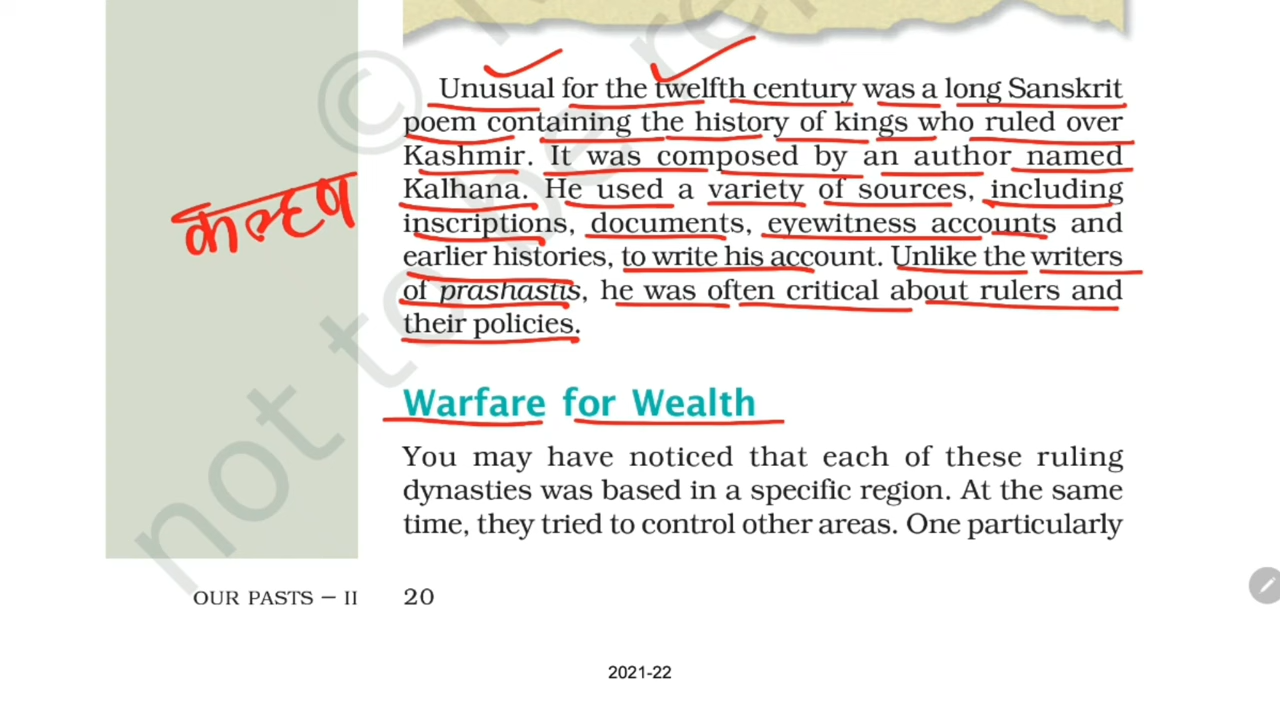 Unusual for the twelfth century was a long Sanskrit
poem containing the history of kings who ruled over
Kashmir. It was composed by an author named
Kalhana. He used a variety of sources, including
inscriptions, documents, eyewitness accounts and
earlier histories, to write his account. Unlike the writers
of prashastis, he was often critical about rulers and
their policies.
कल्हण
Warfare for Wealth
You may have noticed that each of these ruling
dynasties was based in a specific region. At the same
time, they tried to control other areas. One particularly
OUR PASTS – II 20
2021-22
© not to be re